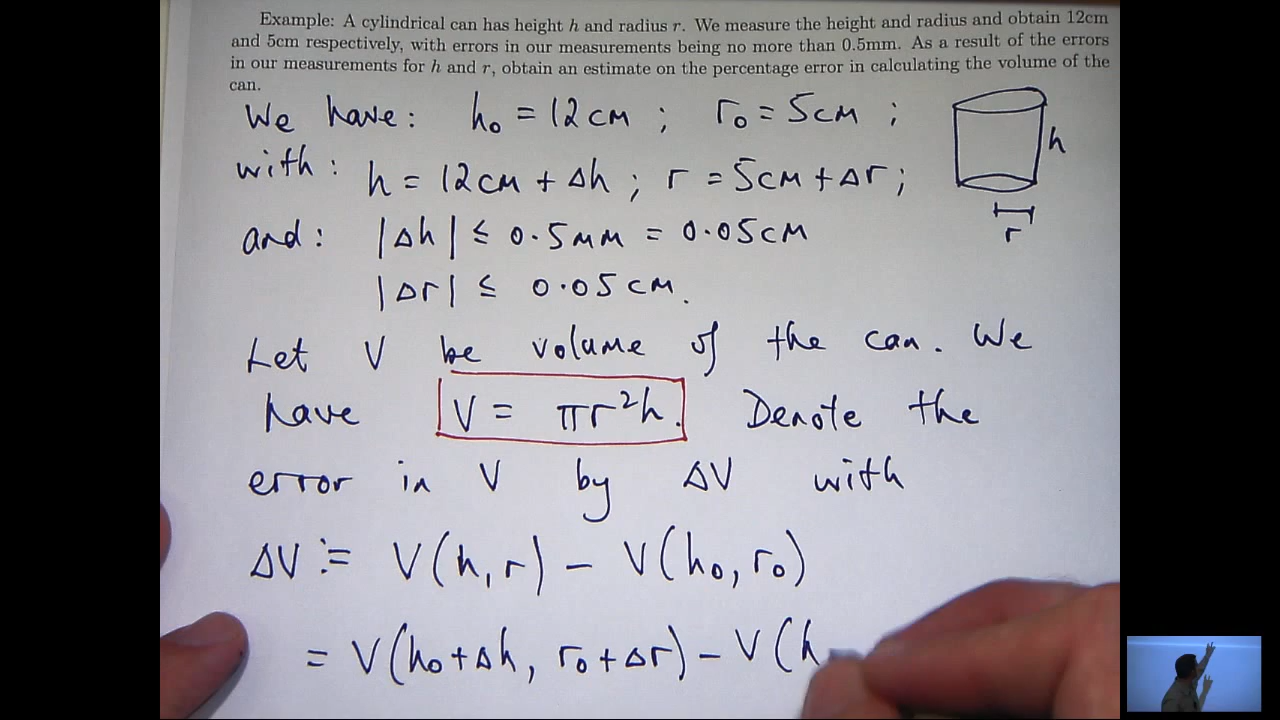 Example: A cylindrical can has height h and radius r. We measure the height and radius and obtain 12cm
and 5cm respectively, with errors in our measurements being no more than 0.5mm. As a result of the errors
in our measurements for h and r, obtain an estimate on the percentage error in calculating the volume of the
can.
We have: h₀ = 12cm ; r₀ = 5cm ;
with: h = 12cm + Δh ; r = 5cm + Δr ;
h
and: |Δh| ≤ 0.5mm = 0.05cm
r
|Δr| ≤ 0.05cm.
Let V be volume of the can. We
have V = πr²h. Denote the
error in V by ΔV with
ΔV := V(h, r) - V(h₀, r₀)
= V(h₀+Δh, r₀+Δr) - V(h